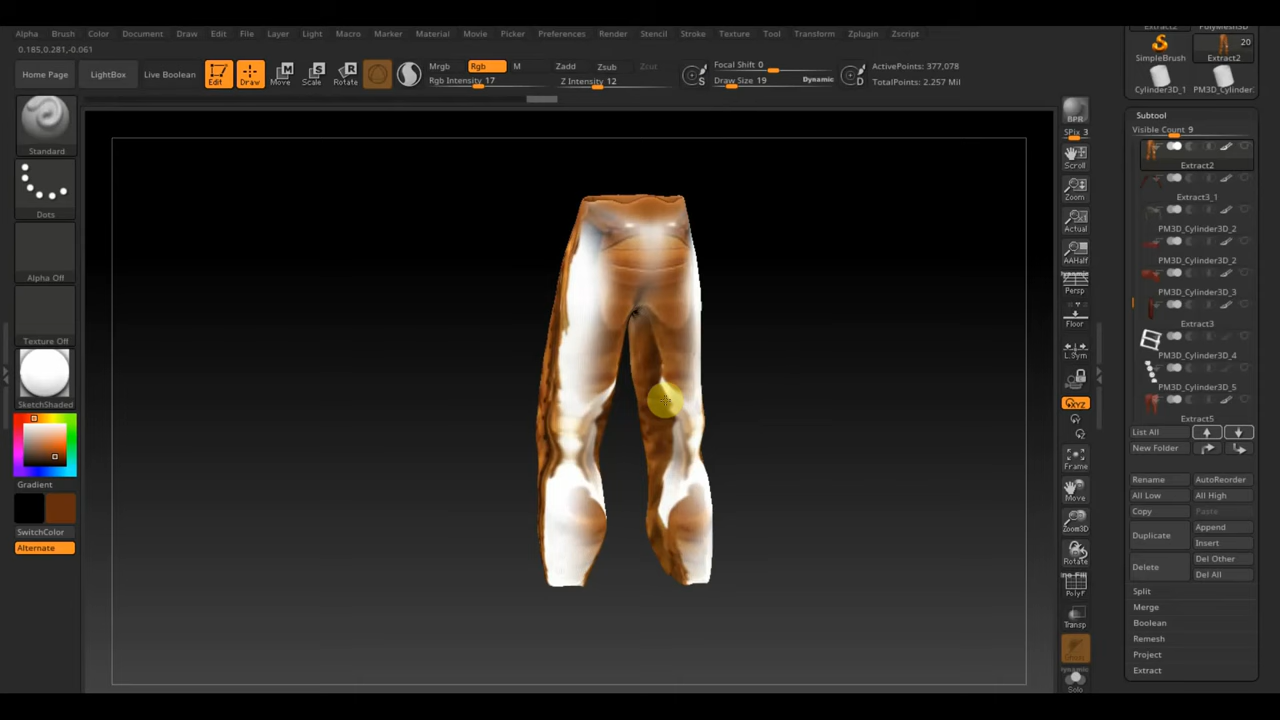 Alpha Brush Color Document Draw Edit File Layer Light Macro Marker Material Movie Picker Preferences Render Stencil Stroke Texture Tool Transform Zplugin Zscript
0.185,0.281,-0.061
Home Page
LightBox
Live Boolean
Edit
Draw
Move
Scale
Rotate
Mrgb
Rgb
M
Rgb Intensity 17
Zadd
Zsub
Zcut
Z Intensity 12
S
Focal Shift 0
Draw Size 19
Dynamic
D
ActivePoints: 377,078
TotalPoints: 2.257 Mil
Standard
Dots
Alpha Off
Texture Off
SketchShaded
Gradient
SwitchColor
Alternate
BPR
SPix 3
Scroll
Zoom
Actual
AAHalf
Dynamic
Persp
Floor
L.Sym
XYZ
Frame
Move
Zoom3D
Rotate
PolyF
Transp
Solo
Extract2
PolyMesh3D
20
SimpleBrush
Extract2
Cylinder3D_1
PM3D_Cylinder3
Subtool
Visible Count 9
Extract2
Extract3_1
PM3D_Cylinder3D_2
PM3D_Cylinder3D_2
PM3D_Cylinder3D_3
Extract3
PM3D_Cylinder3D_4
PM3D_Cylinder3D_5
Extract5
List All
New Folder
Rename
AutoReorder
All Low
All High
Copy
Paste
Duplicate
Append
Insert
Delete
Del Other
Del All
Split
Merge
Boolean
Remesh
Project
Extract